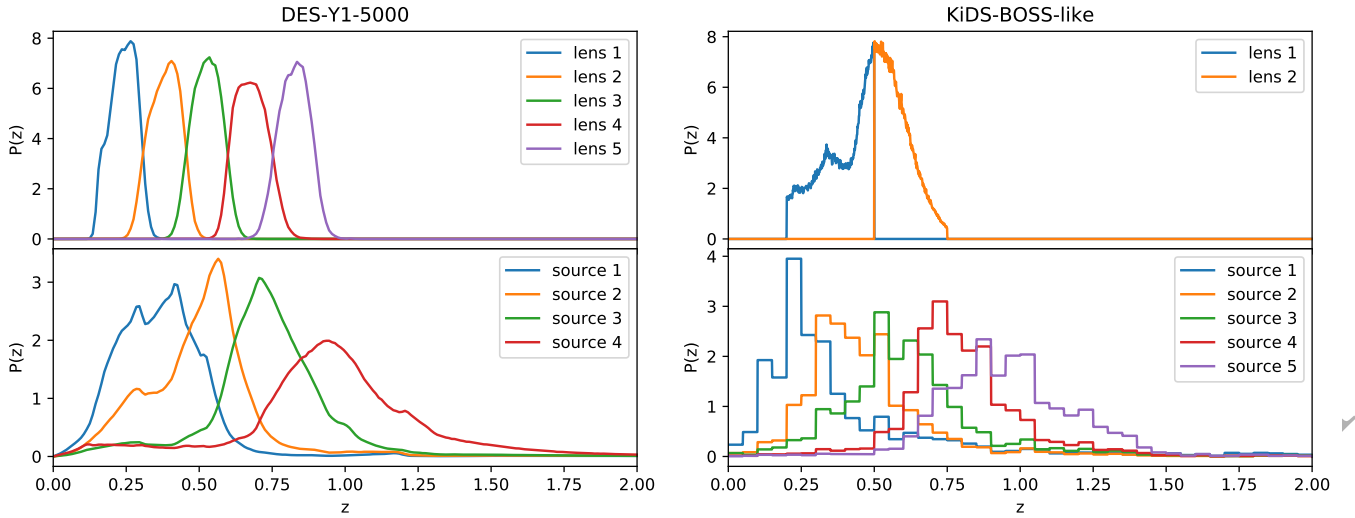 DES-Y1-5000
P(z)
8
6
4
2
0
lens 1
lens 2
lens 3
lens 4
lens 5
P(z)
3
2
1
0
source 1
source 2
source 3
source 4
0.00 0.25 0.50 0.75 1.00 1.25 1.50 1.75 2.00
z
KiDS-BOSS-like
P(z)
8
6
4
2
0
lens 1
lens 2
P(z)
4
3
2
1
0
source 1
source 2
source 3
source 4
source 5
0.00 0.25 0.50 0.75 1.00 1.25 1.50 1.75 2.00
z